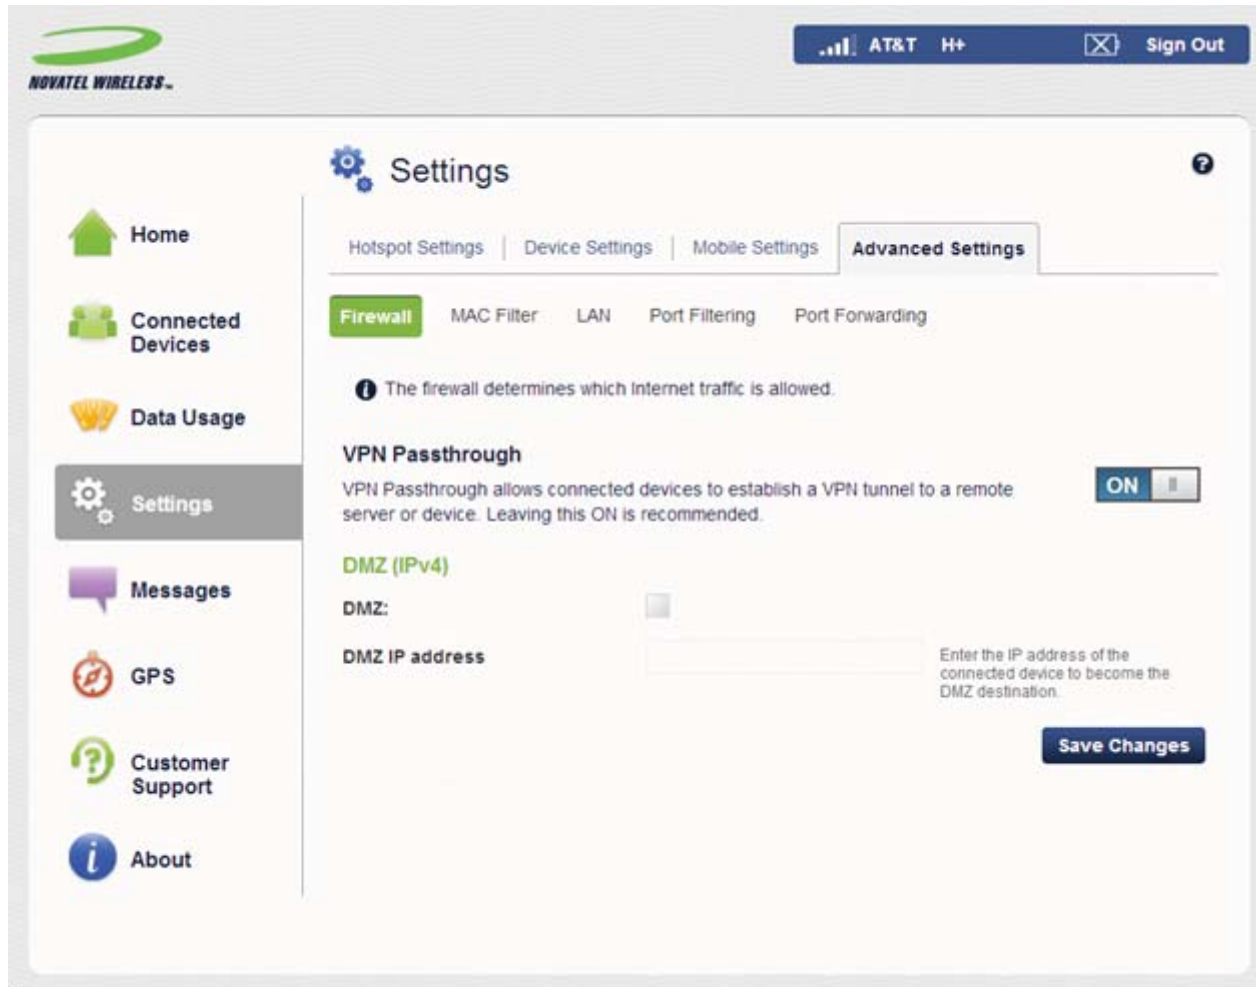 NOVATEL WIRELESS™
AT&T H+ Sign Out
Settings
Home
Connected
Devices
Data Usage
Settings
Messages
GPS
Customer
Support
About
Hotspot Settings Device Settings Mobile Settings Advanced Settings
Firewall MAC Filter LAN Port Filtering Port Forwarding
The firewall determines which Internet traffic is allowed.
VPN Passthrough
VPN Passthrough allows connected devices to establish a VPN tunnel to a remote
server or device. Leaving this ON is recommended.
ON
DMZ (IPv4)
DMZ:
DMZ IP address
Enter the IP address of the
connected device to become the
DMZ destination.
Save Changes